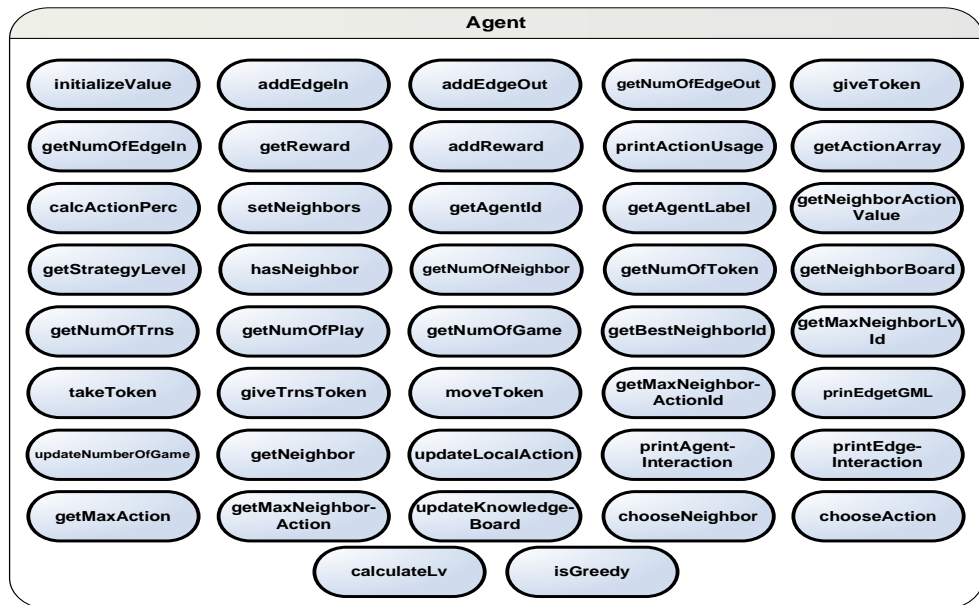 Agent
initializeValue
addEdgeIn
addEdgeOut
getNumOfEdgeOut
giveToken
getNumOfEdgeIn
getReward
addReward
printActionUsage
getActionArray
calcActionPerc
setNeighbors
getAgentId
getAgentLabel
getNeighborAction
Value
getStrategyLevel
hasNeighbor
getNumOfNeighbor
getNumOfToken
getNeighborBoard
getNumOfTrns
getNumOfPlay
getNumOfGame
getBestNeighborId
getMaxNeighborLv
Id
takeToken
giveTrnsToken
moveToken
getMaxNeighbor-
ActionId
prinEdgetGML
updateNumberOfGame
getNeighbor
updateLocalAction
printAgent-
Interaction
printEdge-
Interaction
getMaxAction
getMaxNeighbor-
Action
updateKnowledge-
Board
chooseNeighbor
chooseAction
calculateLv
isGreedy